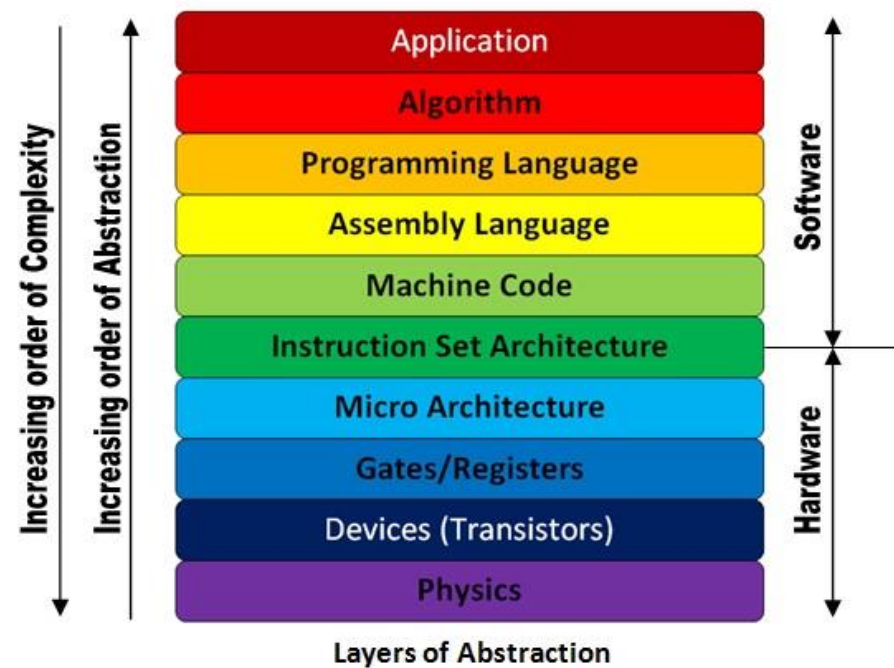 Increasing order of Complexity
Increasing order of Abstraction
Application
Algorithm
Programming Language
Assembly Language
Machine Code
Instruction Set Architecture
Micro Architecture
Gates/Registers
Devices (Transistors)
Physics
Software
Hardware
Layers of Abstraction